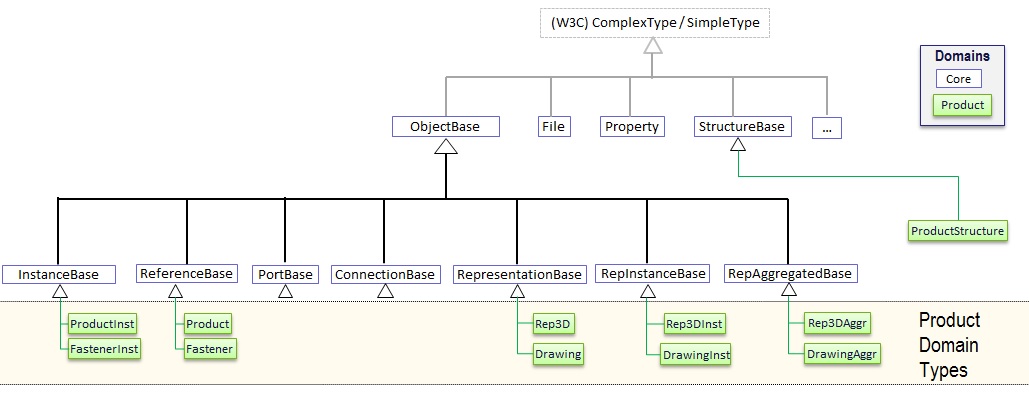 (W3C) ComplexType / SimpleType
Domains
Core
Product
ObjectBase
File
Property
StructureBase
...
ProductStructure
InstanceBase
ReferenceBase
PortBase
ConnectionBase
RepresentationBase
RepInstanceBase
RepAggregatedBase
ProductInst
FastenerInst
Product
Fastener
Rep3D
Drawing
Rep3DInst
DrawingInst
Rep3DAggr
DrawingAggr
Product
Domain
Types